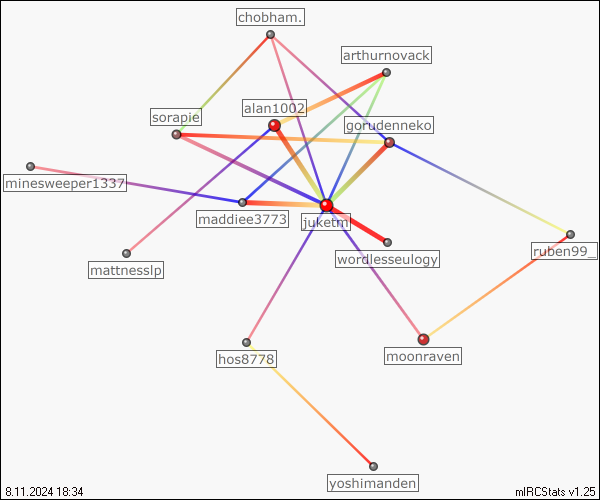 chobham.
arthurnovack
alan1002
sorapie
gorudenneko
minesweeper1337
maddiee3773
juketm
mattnesslp
wordlesseulogy
ruben99_
hos8778
moonraven
yoshimanden
8.11.2024 18:34
mIRCStats v1.25